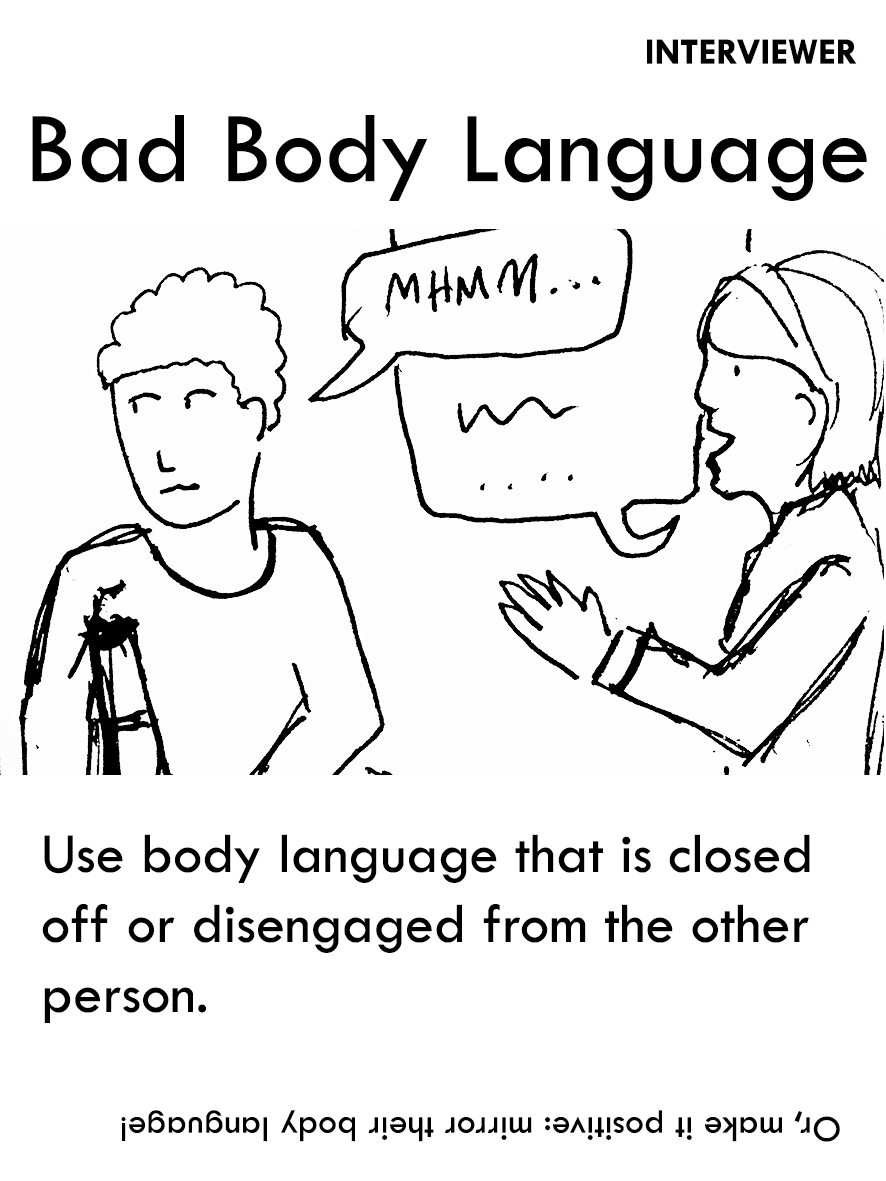 INTERVIEWER
Bad Body Language
MHMM...
Use body language that is closed
off or disengaged from the other
person.
Or, make it positive: mirror their body language!